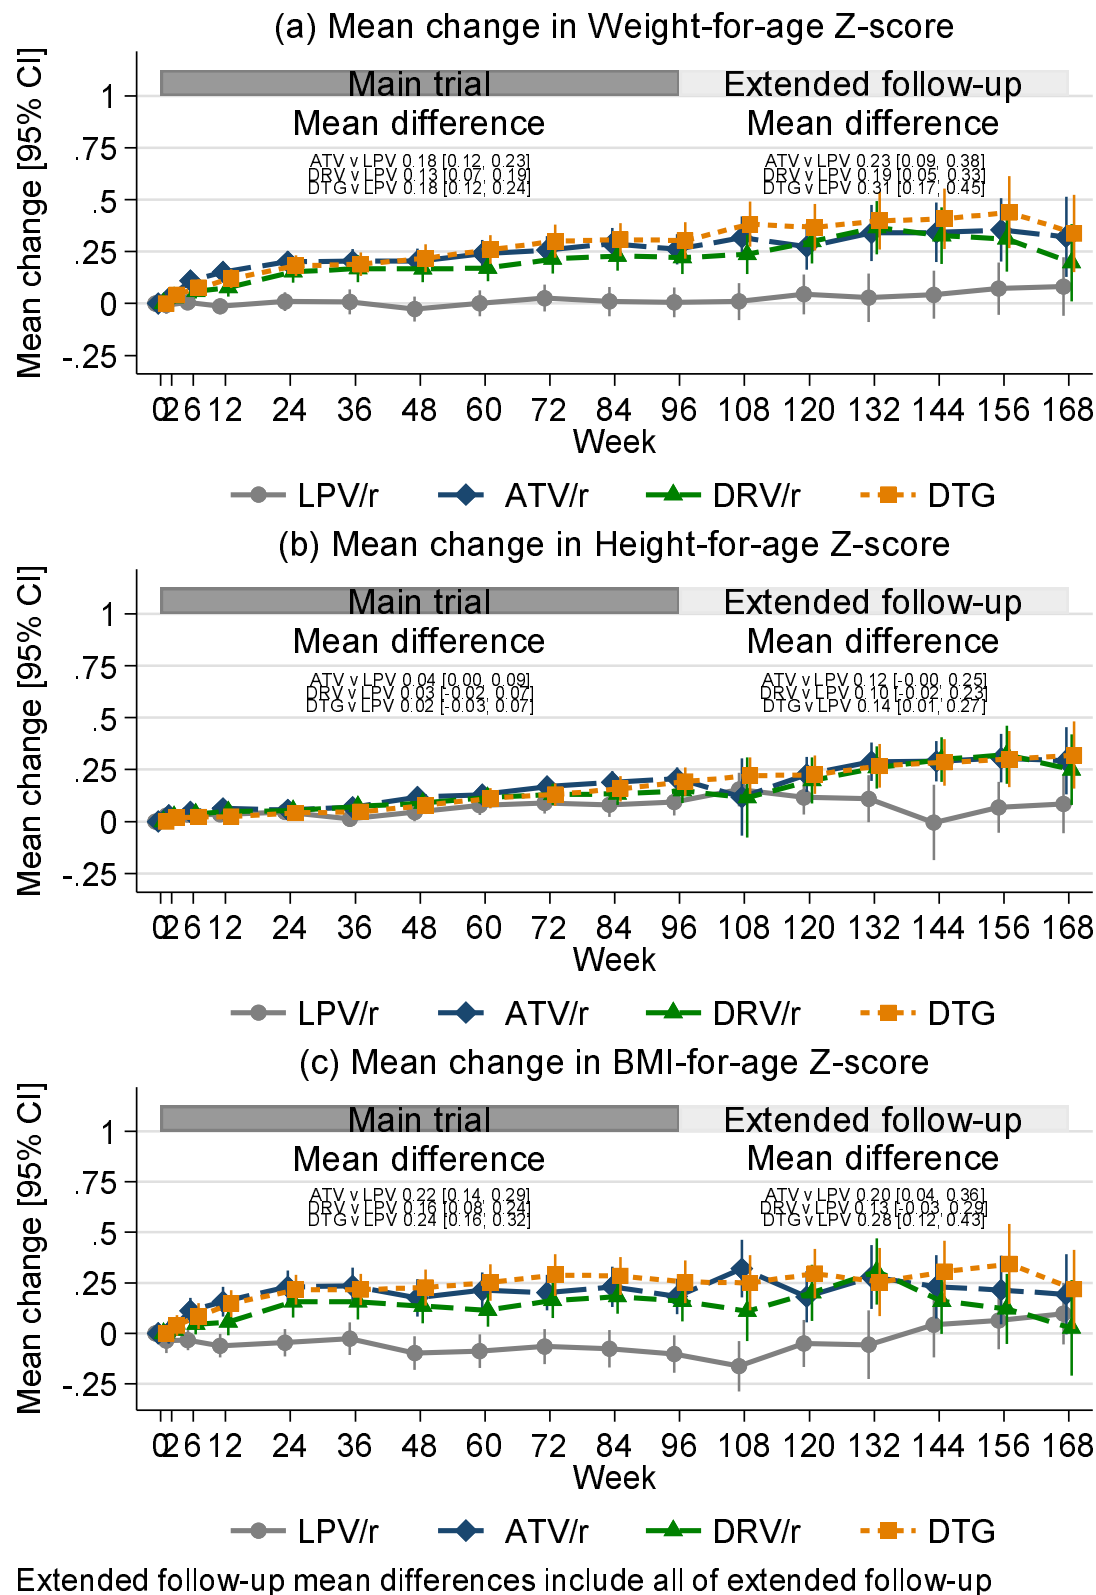 (a) Mean change in Weight-for-age Z-score
Mean change [95% CI]
Main trial
Extended follow-up
Mean difference
Mean difference
ATV v LPV 0.18 [0.12, 0.23]
DRV v LPV 0.13 [0.07, 0.19]
DTG v LPV 0.18 [0.12, 0.24]
ATV v LPV 0.23 [0.09, 0.38]
DRV v LPV 0.19 [0.05, 0.33]
DTG v LPV 0.31 [0.17, 0.45]
1
.75
.5
.25
0
-.25
0 2 6 12 24 36 48 60 72 84 96 108 120 132 144 156 168
Week
LPV/r ATV/r DRV/r DTG
(b) Mean change in Height-for-age Z-score
Mean change [95% CI]
Main trial
Extended follow-up
Mean difference
Mean difference
ATV v LPV 0.04 [0.00, 0.09]
DRV v LPV 0.03 [-0.02, 0.07]
DTG v LPV 0.02 [-0.03, 0.07]
ATV v LPV 0.12 [-0.00, 0.25]
DRV v LPV 0.10 [-0.02, 0.23]
DTG v LPV 0.14 [0.01, 0.27]
1
.75
.5
.25
0
-.25
0 2 6 12 24 36 48 60 72 84 96 108 120 132 144 156 168
Week
LPV/r ATV/r DRV/r DTG
(c) Mean change in BMI-for-age Z-score
Mean change [95% CI]
Main trial
Extended follow-up
Mean difference
Mean difference
ATV v LPV 0.22 [0.14, 0.29]
DRV v LPV 0.16 [0.08, 0.24]
DTG v LPV 0.24 [0.16, 0.32]
ATV v LPV 0.20 [0.04, 0.36]
DRV v LPV 0.13 [-0.03, 0.29]
DTG v LPV 0.28 [0.12, 0.43]
1
.75
.5
.25
0
-.25
0 2 6 12 24 36 48 60 72 84 96 108 120 132 144 156 168
Week
LPV/r ATV/r DRV/r DTG
Extended follow-up mean differences include all of extended follow-up